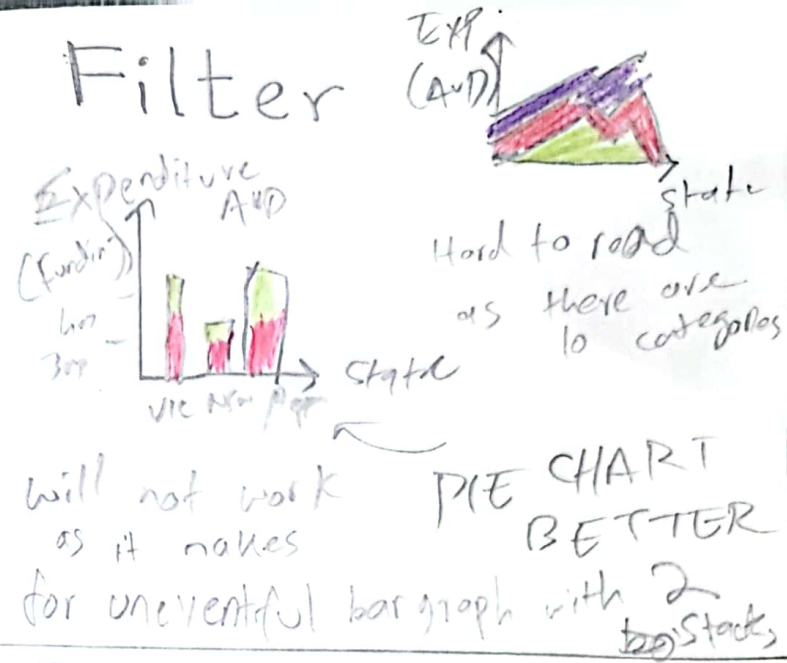 Filter
EXP
(AUD)
state
Hard to read
as there are
10 categories
Expenditure
AUD
(Funding)
State
VIC NSW
PIE CHART
BETTER
will not work
as it makes
for uneventful bar graph with 2
Stacks